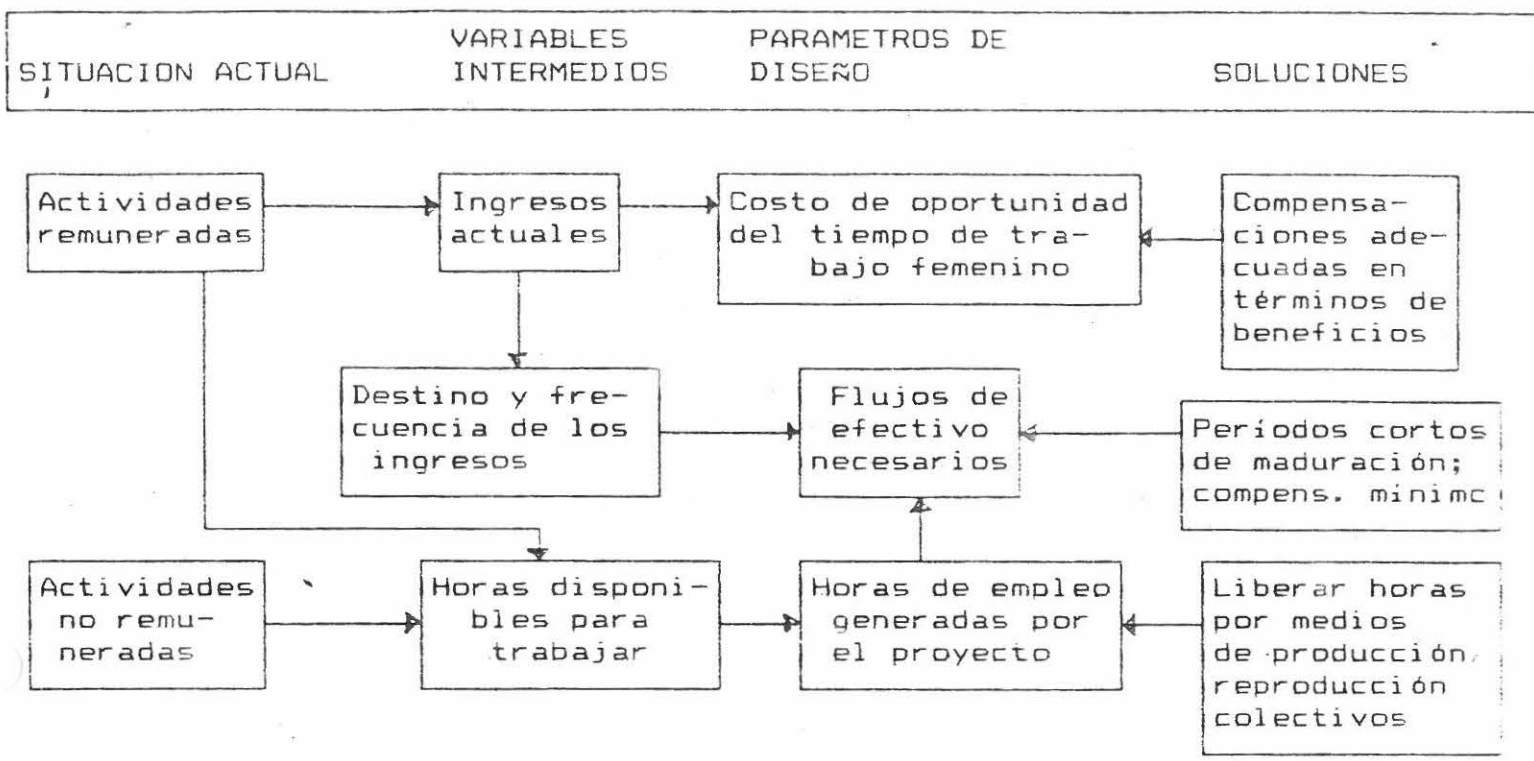 VARIABLES PARAMETROS DE
SITUACION ACTUAL INTERMEDIOS DISEÑO SOLUCIONES
Actividades
remuneradas
Ingresos
actuales
Costo de oportunidad
del tiempo de tra-
bajo femenino
Compensa-
ciones ade-
cuadas en
términos de
beneficios
Destino y fre-
cuencia de los
ingresos
Flujos de
efectivo
necesarios
Períodos cortos
de maduración;
compens.
Actividades
no remu-
neradas
Horas disponi-
bles para
trabajar
Horas de empleo
generadas por
el proyecto
Liberar horas
por medios
de producción,
reproducción
colectivos